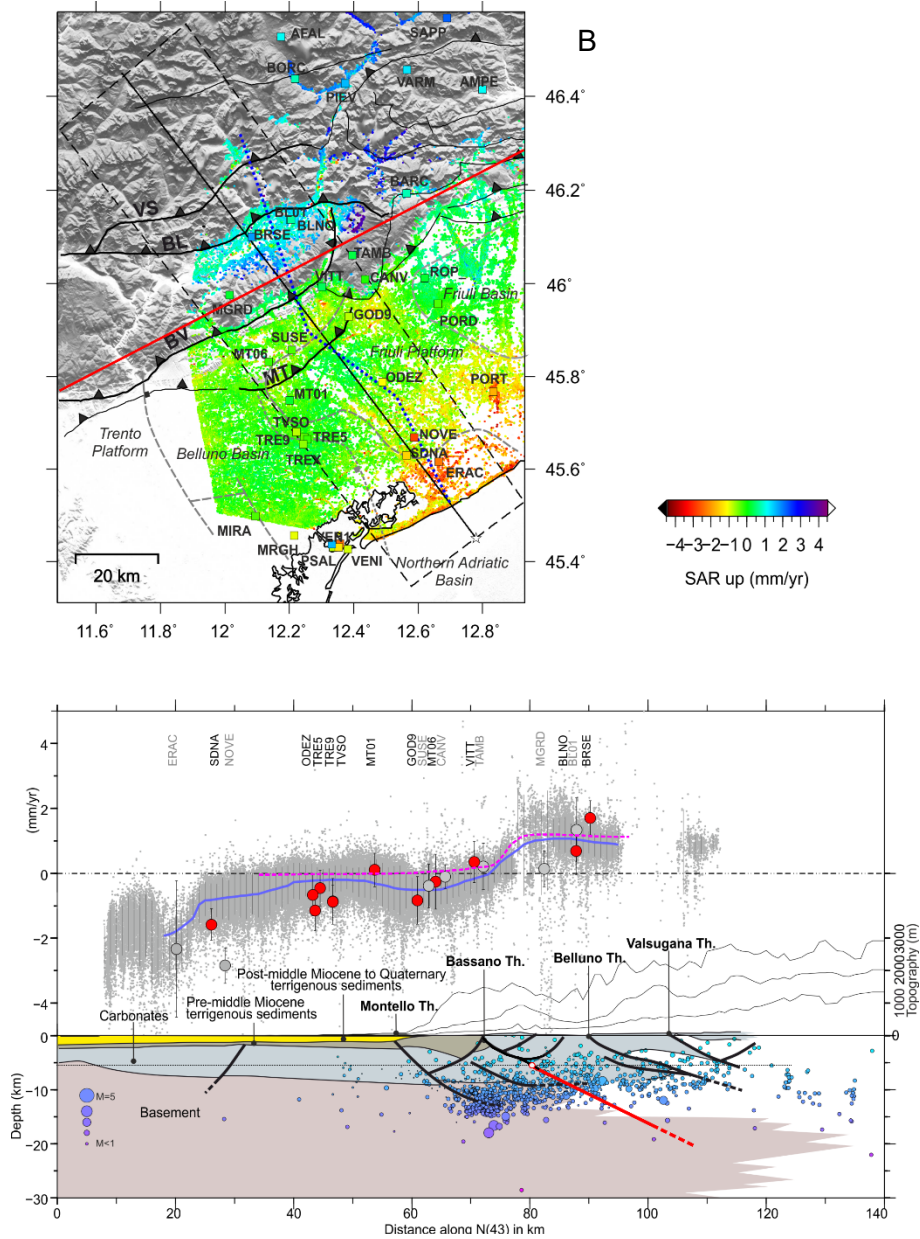 B
AFAL
SAPP
BORC
VARM
AMPE
PIEV
46.4˚
BARC
46.2˚
VS
BL01
BLNO
BL
BRSE
TAMB
VITT
CANV
ROP
46˚
Friuli Basin
MGRD
PORD
GOD9
BV
SUSE
MT06
Friuli Platform
MT
ODEZ
PORT
45.8˚
MT01
TVSO
NOVE
Trento
Platform
TRE9
TRE5
Belluno Basin
TREX
SDNA
ERAC
45.6˚
MIRA
MRGH
VEN1
PSAL
VENI
Northern Adriatic
Basin
45.4˚
20 km
11.6˚ 11.8˚ 12˚ 12.2˚ 12.4˚ 12.6˚ 12.8˚
−4 −3 −2 −1 0 1 2 3 4
SAR up (mm/yr)
ERAC SDNA NOVE ODEZ TRE5 TRE9 TVSO MT01 GOD9 SUSE MT06 CANV VITT TAMB MGRD BLNO BL01 BRSE
4
2
0
−2
−4
(mm/yr)
1000 2000 3000
Topography (m)
Valsugana Th.
Bassano Th.
Belluno Th.
Post-middle Miocene to Quaternary
terrigenous sediments
Montello Th.
Pre-middle Miocene
terrigenous sediments
Carbonates
0
−10
−20
−30
Depth (km)
M=5
M<1
Basement
0 20 40 60 80 100 120 140
Distance along N(43) in km